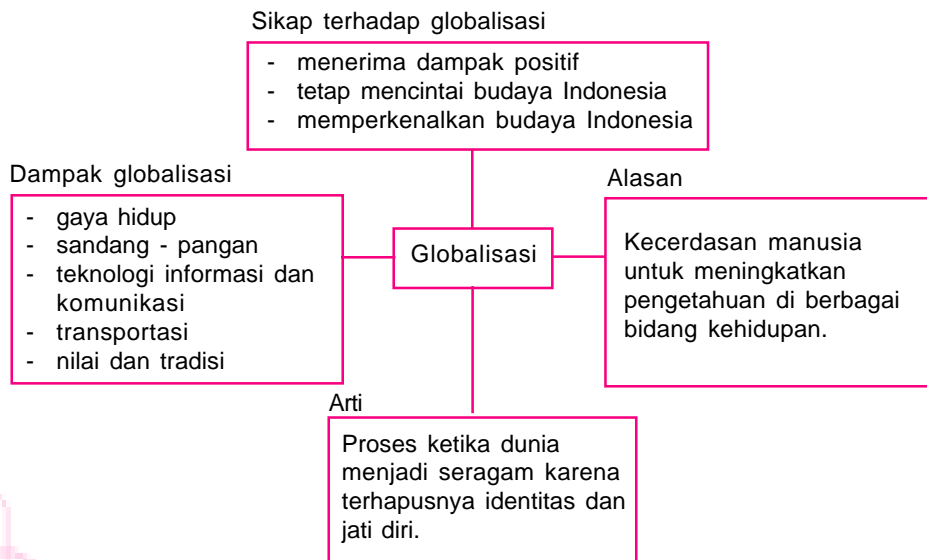 Sikap terhadap globalisasi
- menerima dampak positif
- tetap mencintai budaya Indonesia
- memperkenalkan budaya Indonesia
Dampak globalisasi
- gaya hidup
- sandang - pangan
- teknologi informasi dan
komunikasi
- transportasi
- nilai dan tradisi
Globalisasi
Alasan
Kecerdasan manusia
untuk meningkatkan
pengetahuan di berbagai
bidang kehidupan.
Arti
Proses ketika dunia
menjadi seragam karena
terhapusnya identitas dan
jati diri.